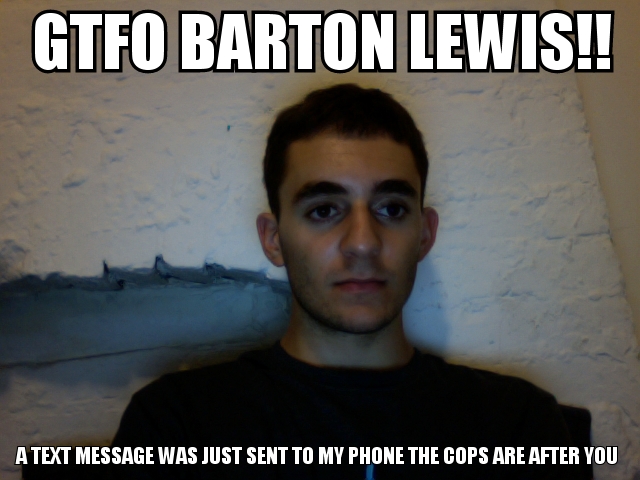 GTFO BARTON LEWIS!!
A TEXT MESSAGE WAS JUST SENT TO MY PHONE THE COPS ARE AFTER YOU